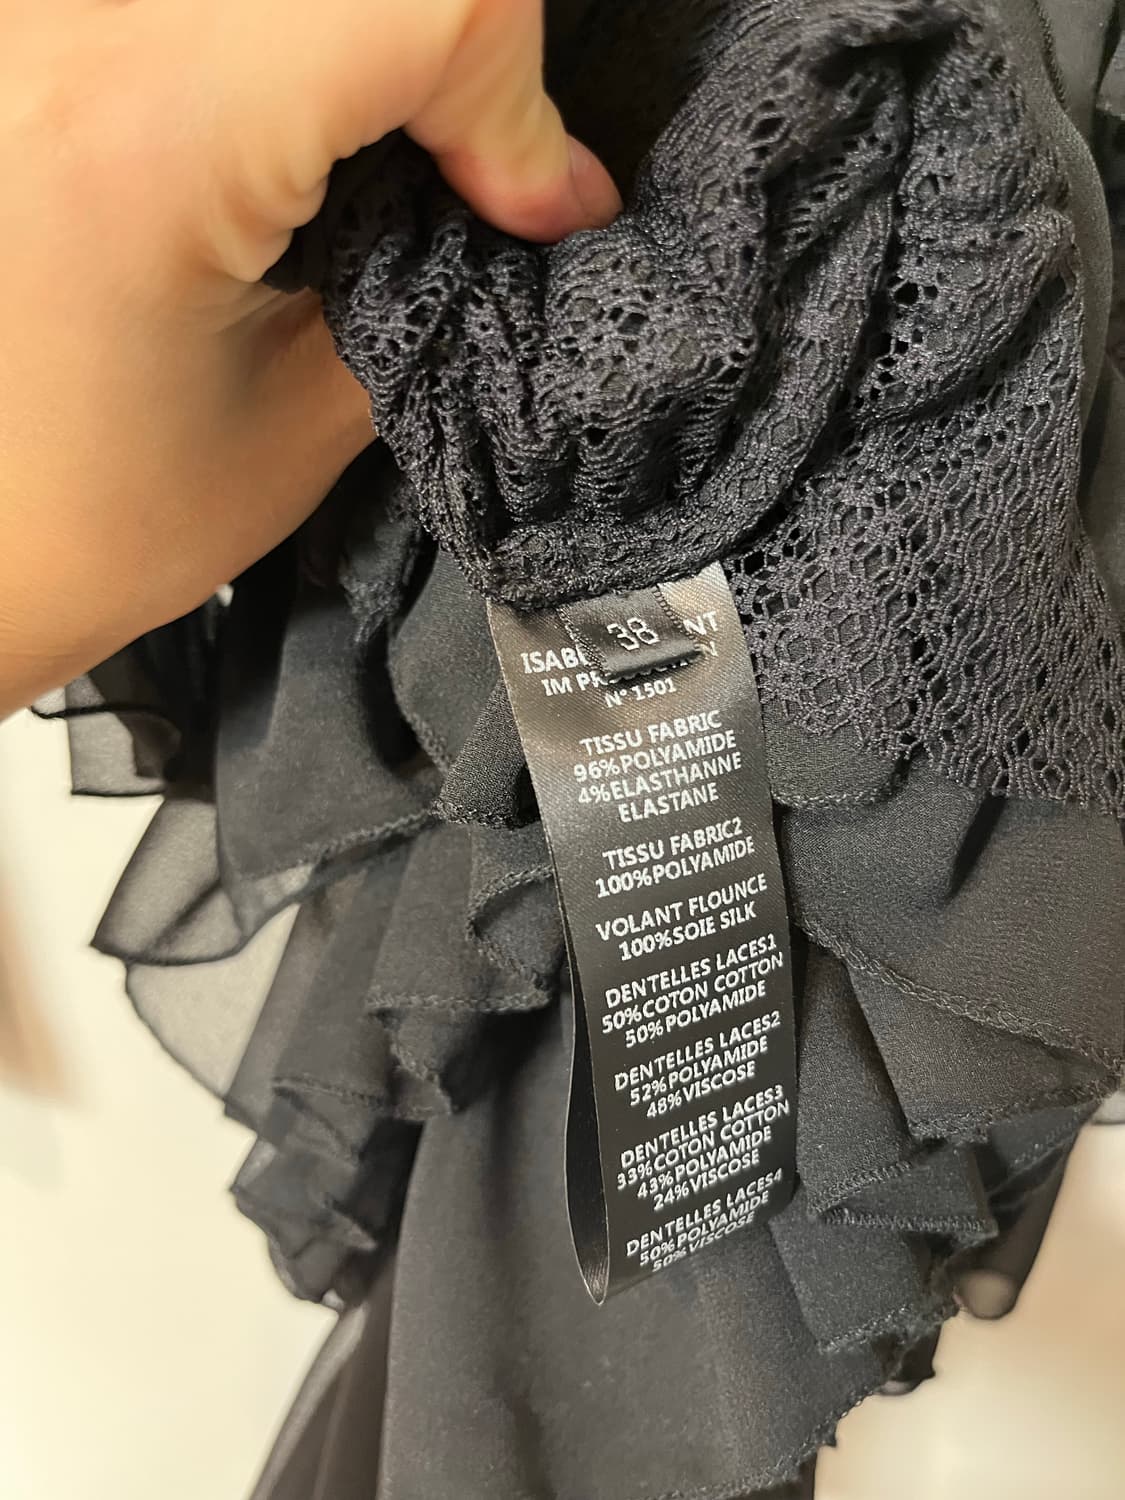 38
ISAB NT
IM P N
N° 1501
TISSU FABRIC
96%POLYAMIDE
4%ELASTHANNE
ELASTANE
TISSU FABRIC2
100%POLYAMIDE
VOLANT FLOUNCE
100%SOIE SILK
DENTELLES LACES1
50%COTON COTTON
50%POLYAMIDE
DENTELLES LACES2
52%POLYAMIDE
48%VISCOSE
DENTELLES LACES3
33%COTON COTTON
43%POLYAMIDE
24%VISCOSE
DENTELLES LACES4
50%POLYAMIDE
50%VISCOSE